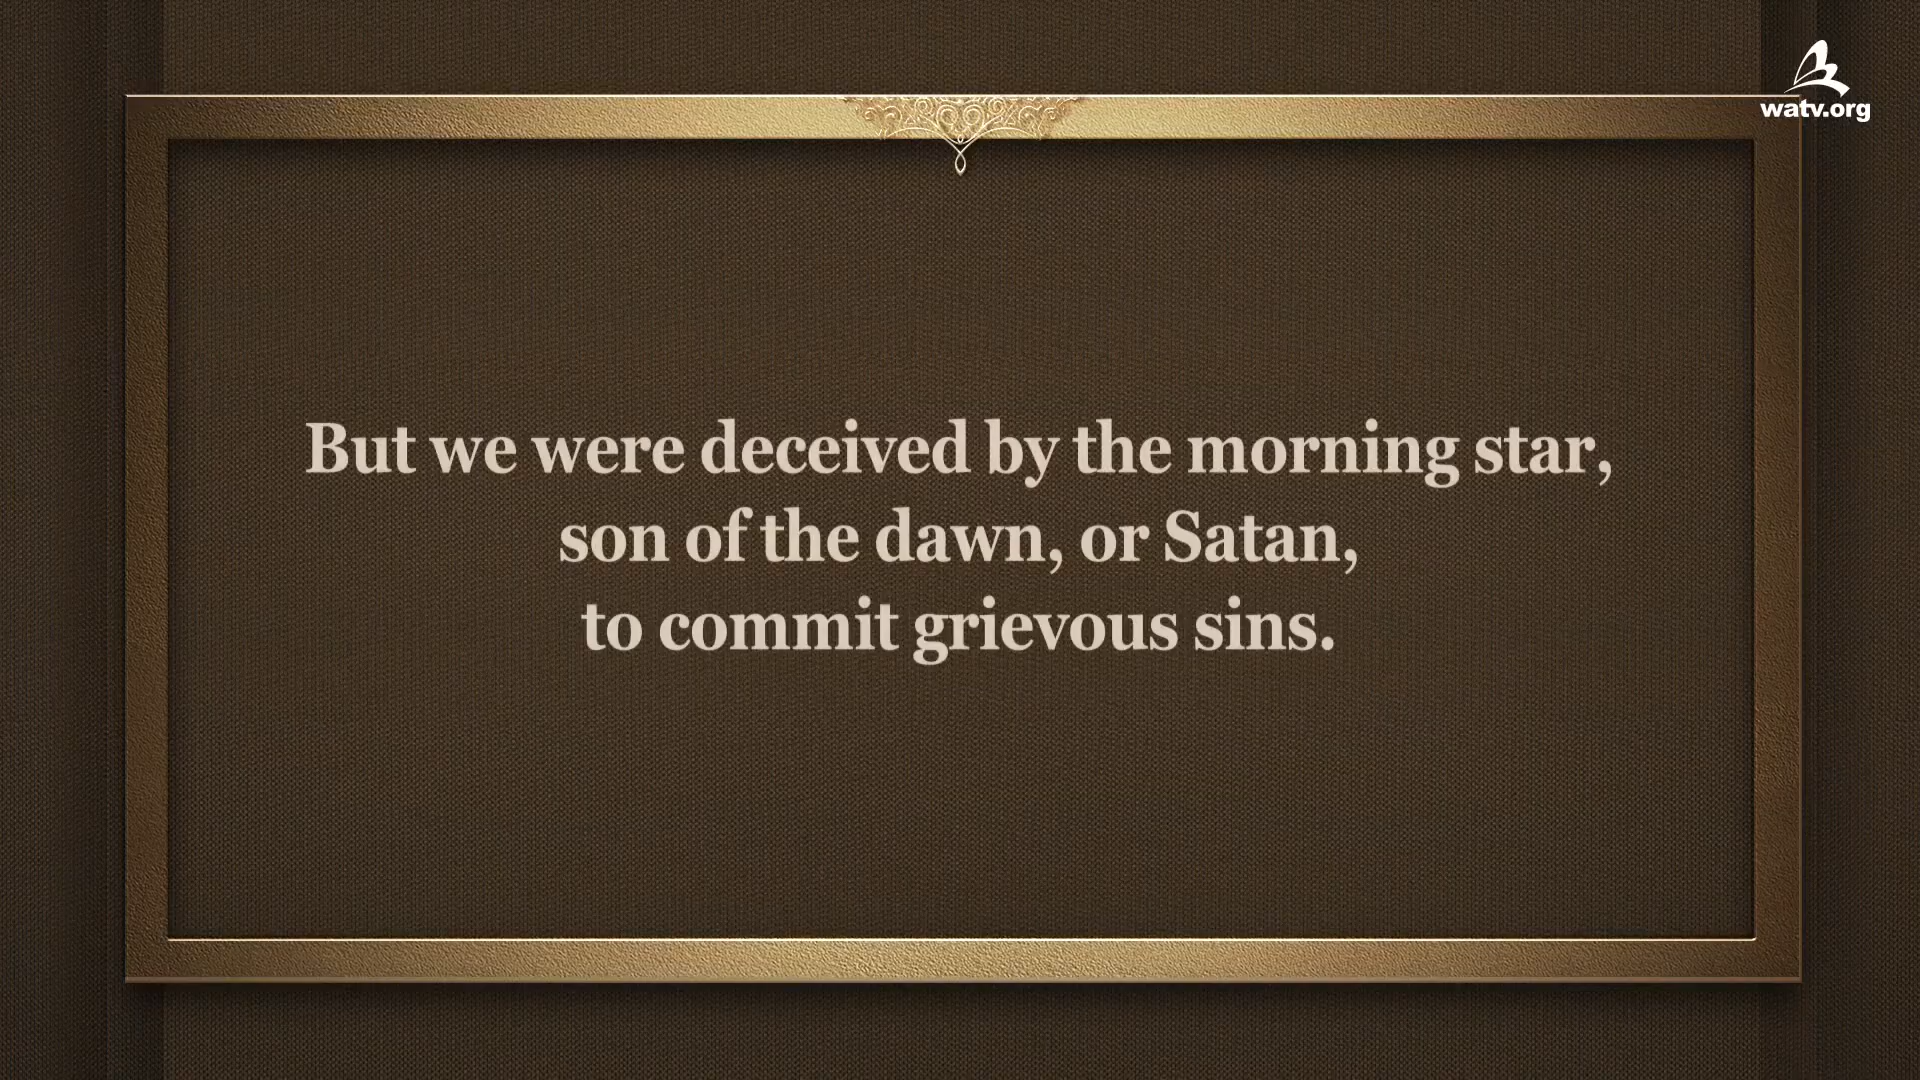 watv.org
But we were deceived by the morning star,
son of the dawn, or Satan,
to commit grievous sins.